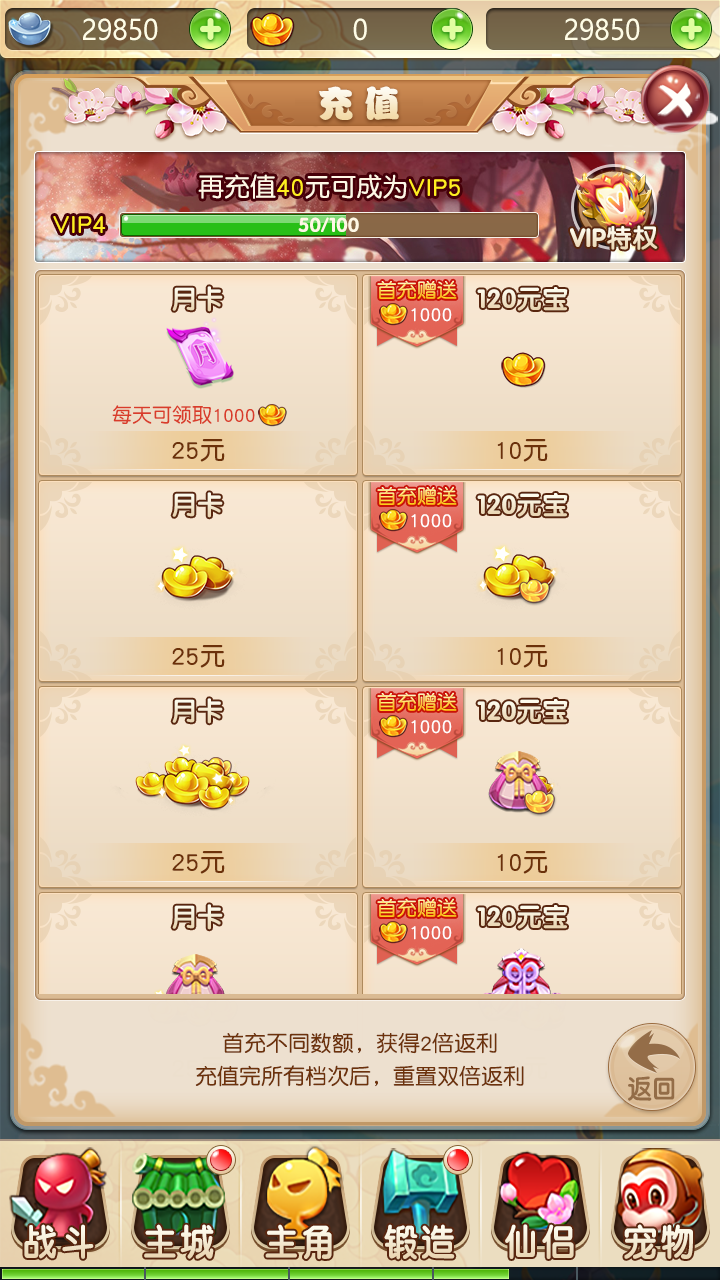 29850
0
29850
充值
再充值40元可成为VIP5
VIP4
50/100
VIP特权
月卡
每天可领取1000
25元
首充赠送
1000
120元宝
10元
月卡
25元
首充赠送
1000
120元宝
10元
月卡
25元
首充赠送
1000
120元宝
10元
月卡
首充赠送
1000
120元宝
首充不同数额，获得2倍返利
充值完所有档次后，重置双倍返利
返回
战斗
主城
主角
锻造
仙侣
宠物